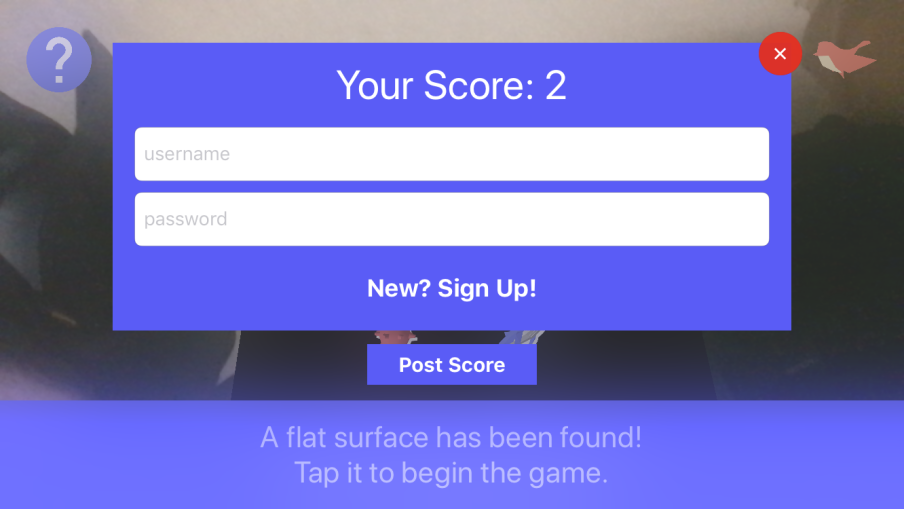 ?
Your Score: 2
×
username
password
New? Sign Up!
Post Score
A flat surface has been found!
Tap it to begin the game.